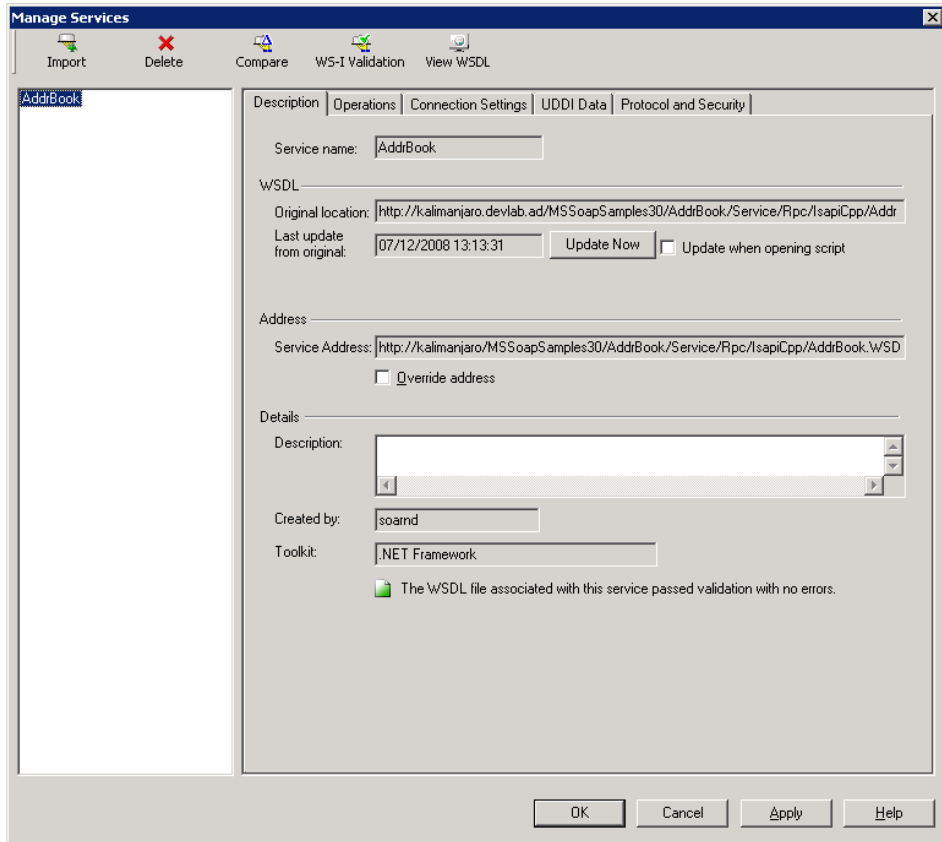 Manage Services
Import Delete Compare WS-I Validation View WSDL
AddrBook
Description Operations Connection Settings UDDI Data Protocol and Security
Service name: AddrBook
WSDL
Original location: http://kalimanjaro.devlab.ad/MSSoapSamples30/AddrBook/Service/Rpc/IsapiCpp/Addr
Last update
from original: 07/12/2008 13:13:31 Update Now Update when opening script
Address
Service Address: http://kalimanjaro/MSSoapSamples30/AddrBook/Service/Rpc/IsapiCpp/AddrBook.WSD
Override address
Details
Description:
Created by: soarnd
Toolkit: .NET Framework
The WSDL file associated with this service passed validation with no errors.
OK Cancel Apply Help